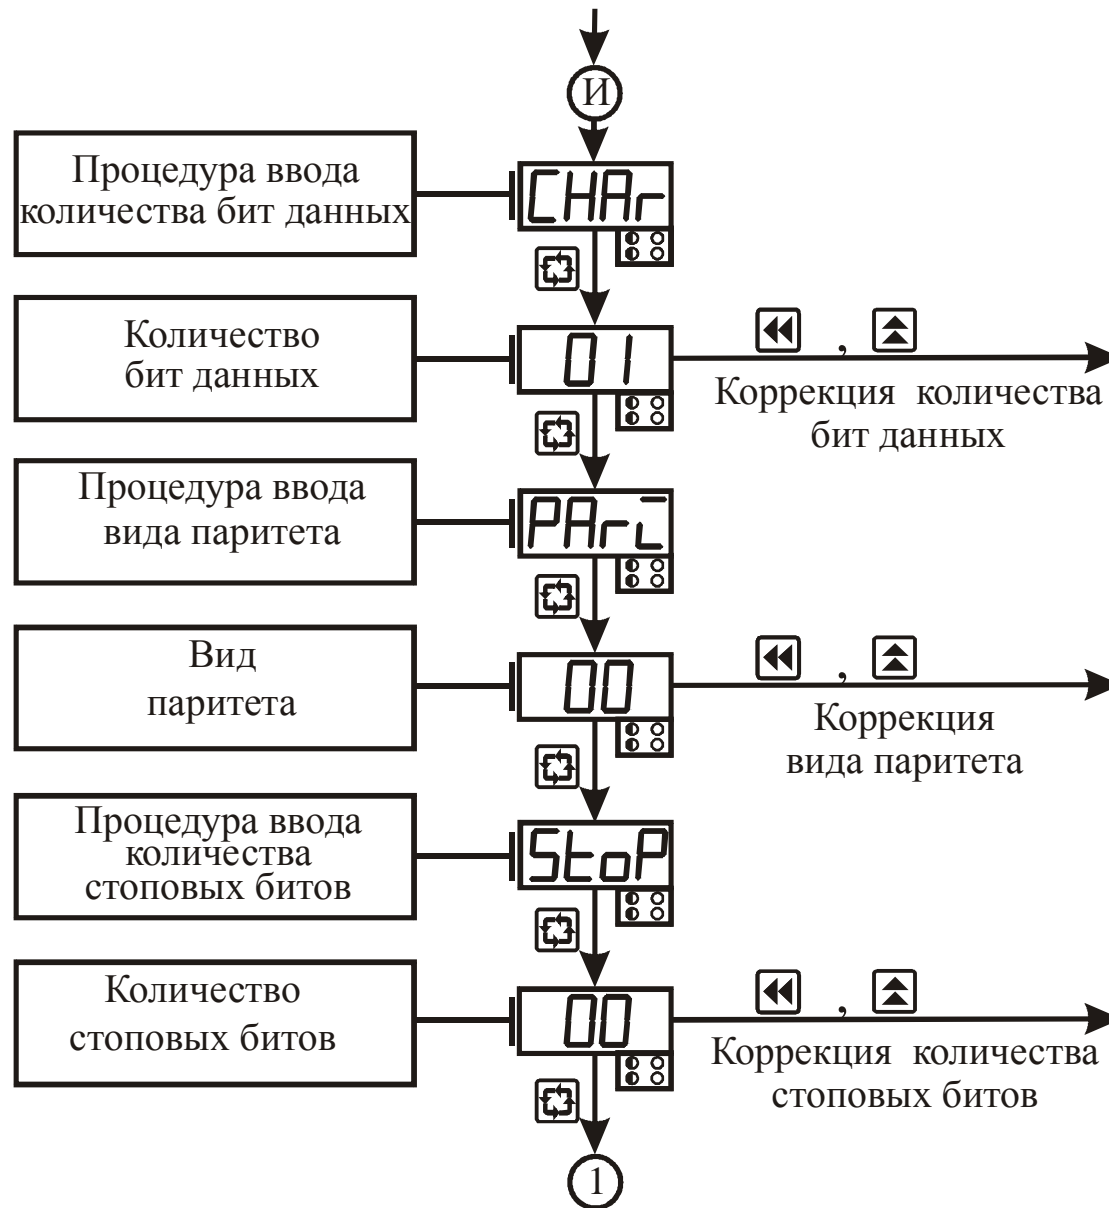 И
Процедура ввода
количества бит данных
CHAr
Количество
бит данных
01
,
Коррекция количества
бит данных
Процедура ввода
вида паритета
PAri
Вид
паритета
00
,
Коррекция
вида паритета
Процедура ввода
количества
стоповых битов
StoP
Количество
стоповых битов
00
,
Коррекция количества
стоповых битов
1